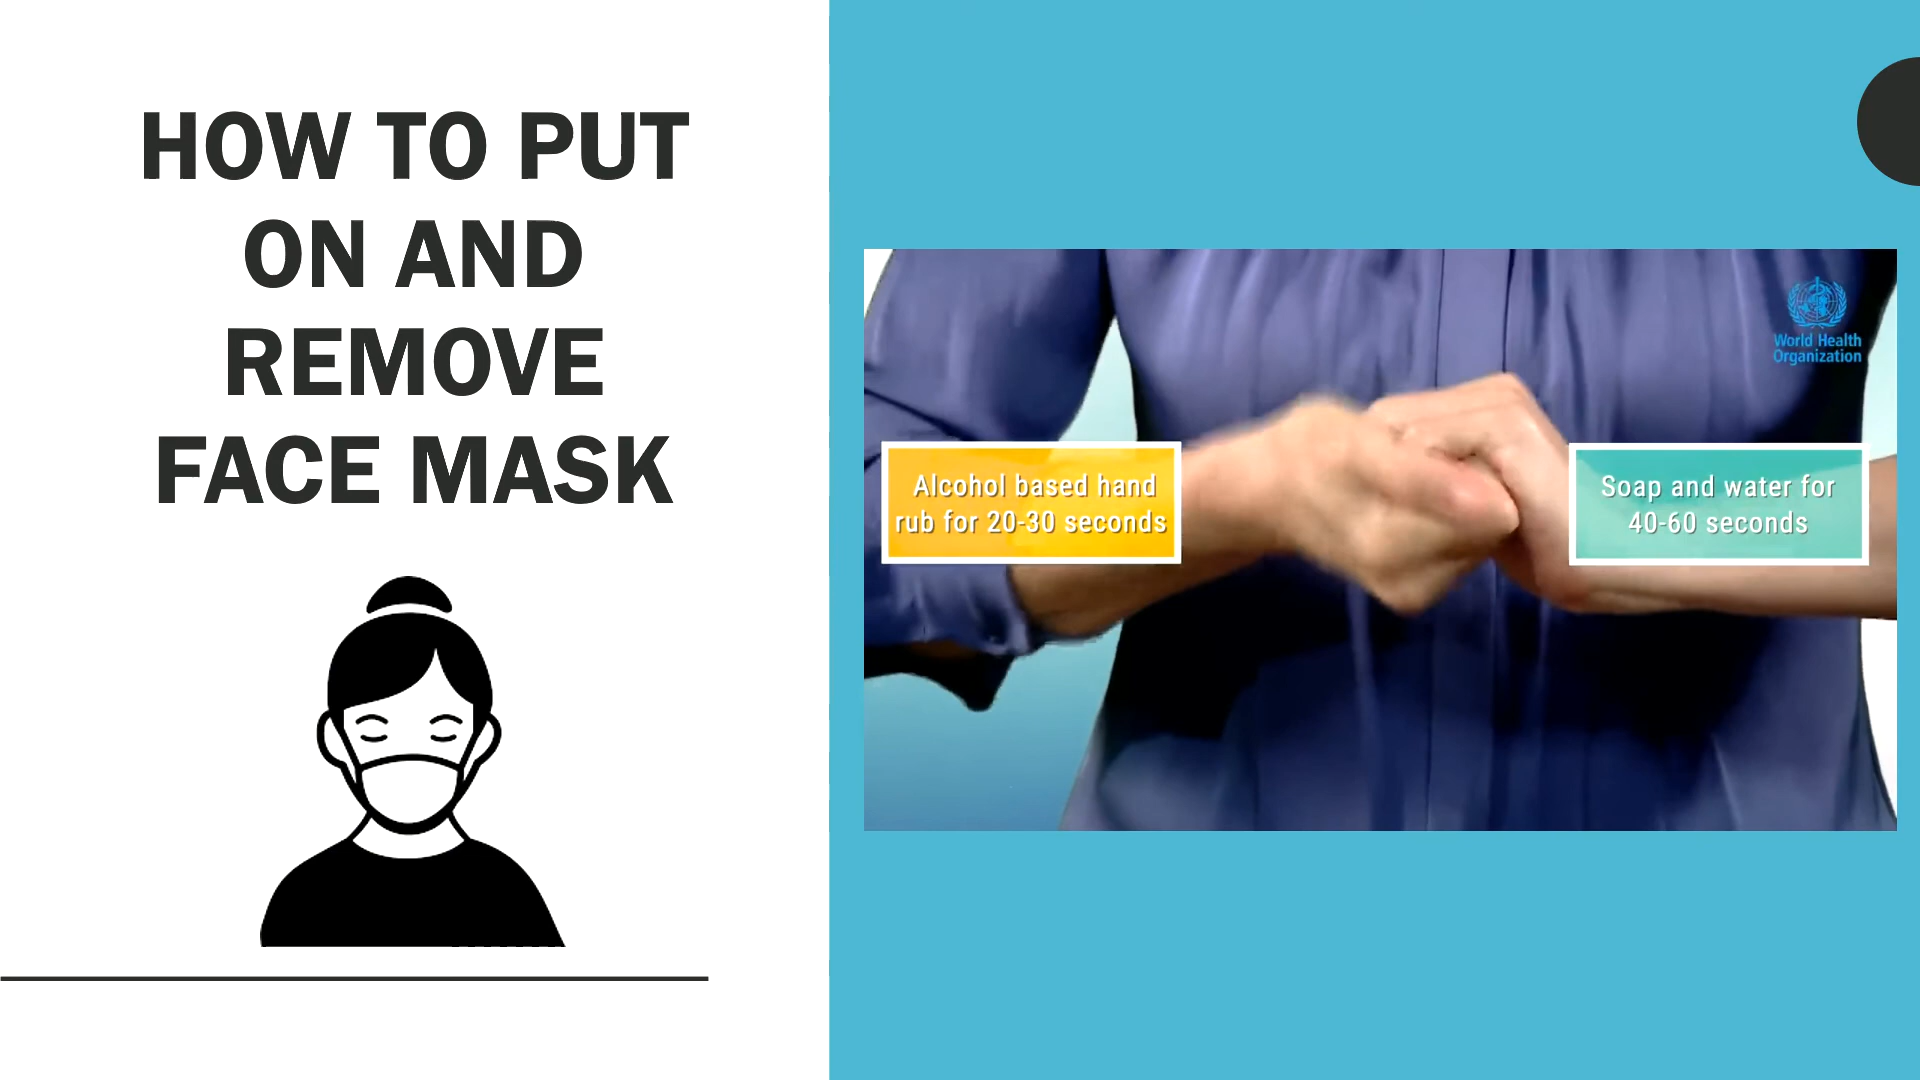 HOW TO PUT
ON AND
REMOVE
FACE MASK
World Health
Organization
Alcohol based hand
rub for 20-30 seconds
Soap and water for
40-60 seconds